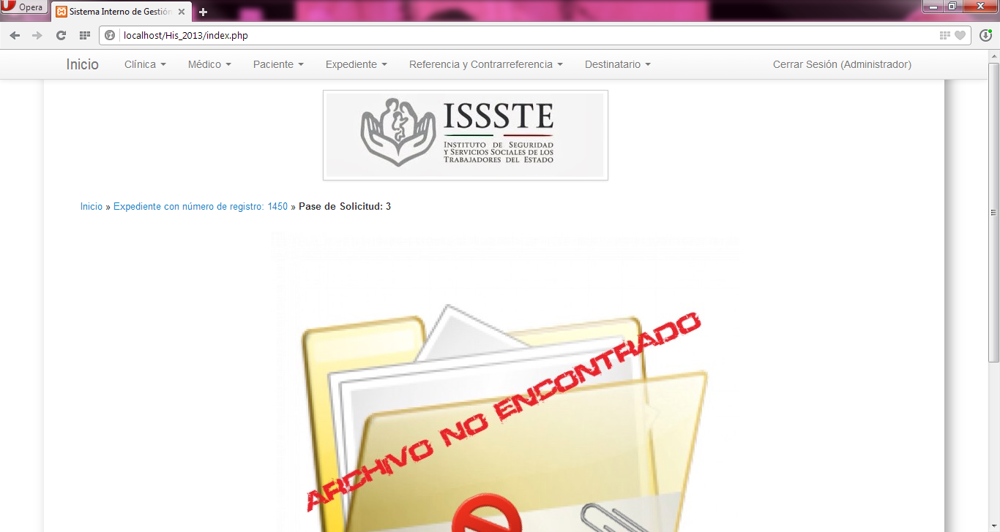 Opera
Sistema Interno de Gestión
localhost/His_2013/index.php
Inicio Clínica Médico Paciente Expediente Referencia y Contrarreferencia Destinatario Cerrar Sesión (Administrador)
ISSSTE
INSTITUTO DE SEGURIDAD
Y SERVICIOS SOCIALES DE LOS
TRABAJADORES DEL ESTADO
Inicio » Expediente con número de registro: 1450 » Pase de Solicitud: 3
ARCHIVO NO ENCONTRADO